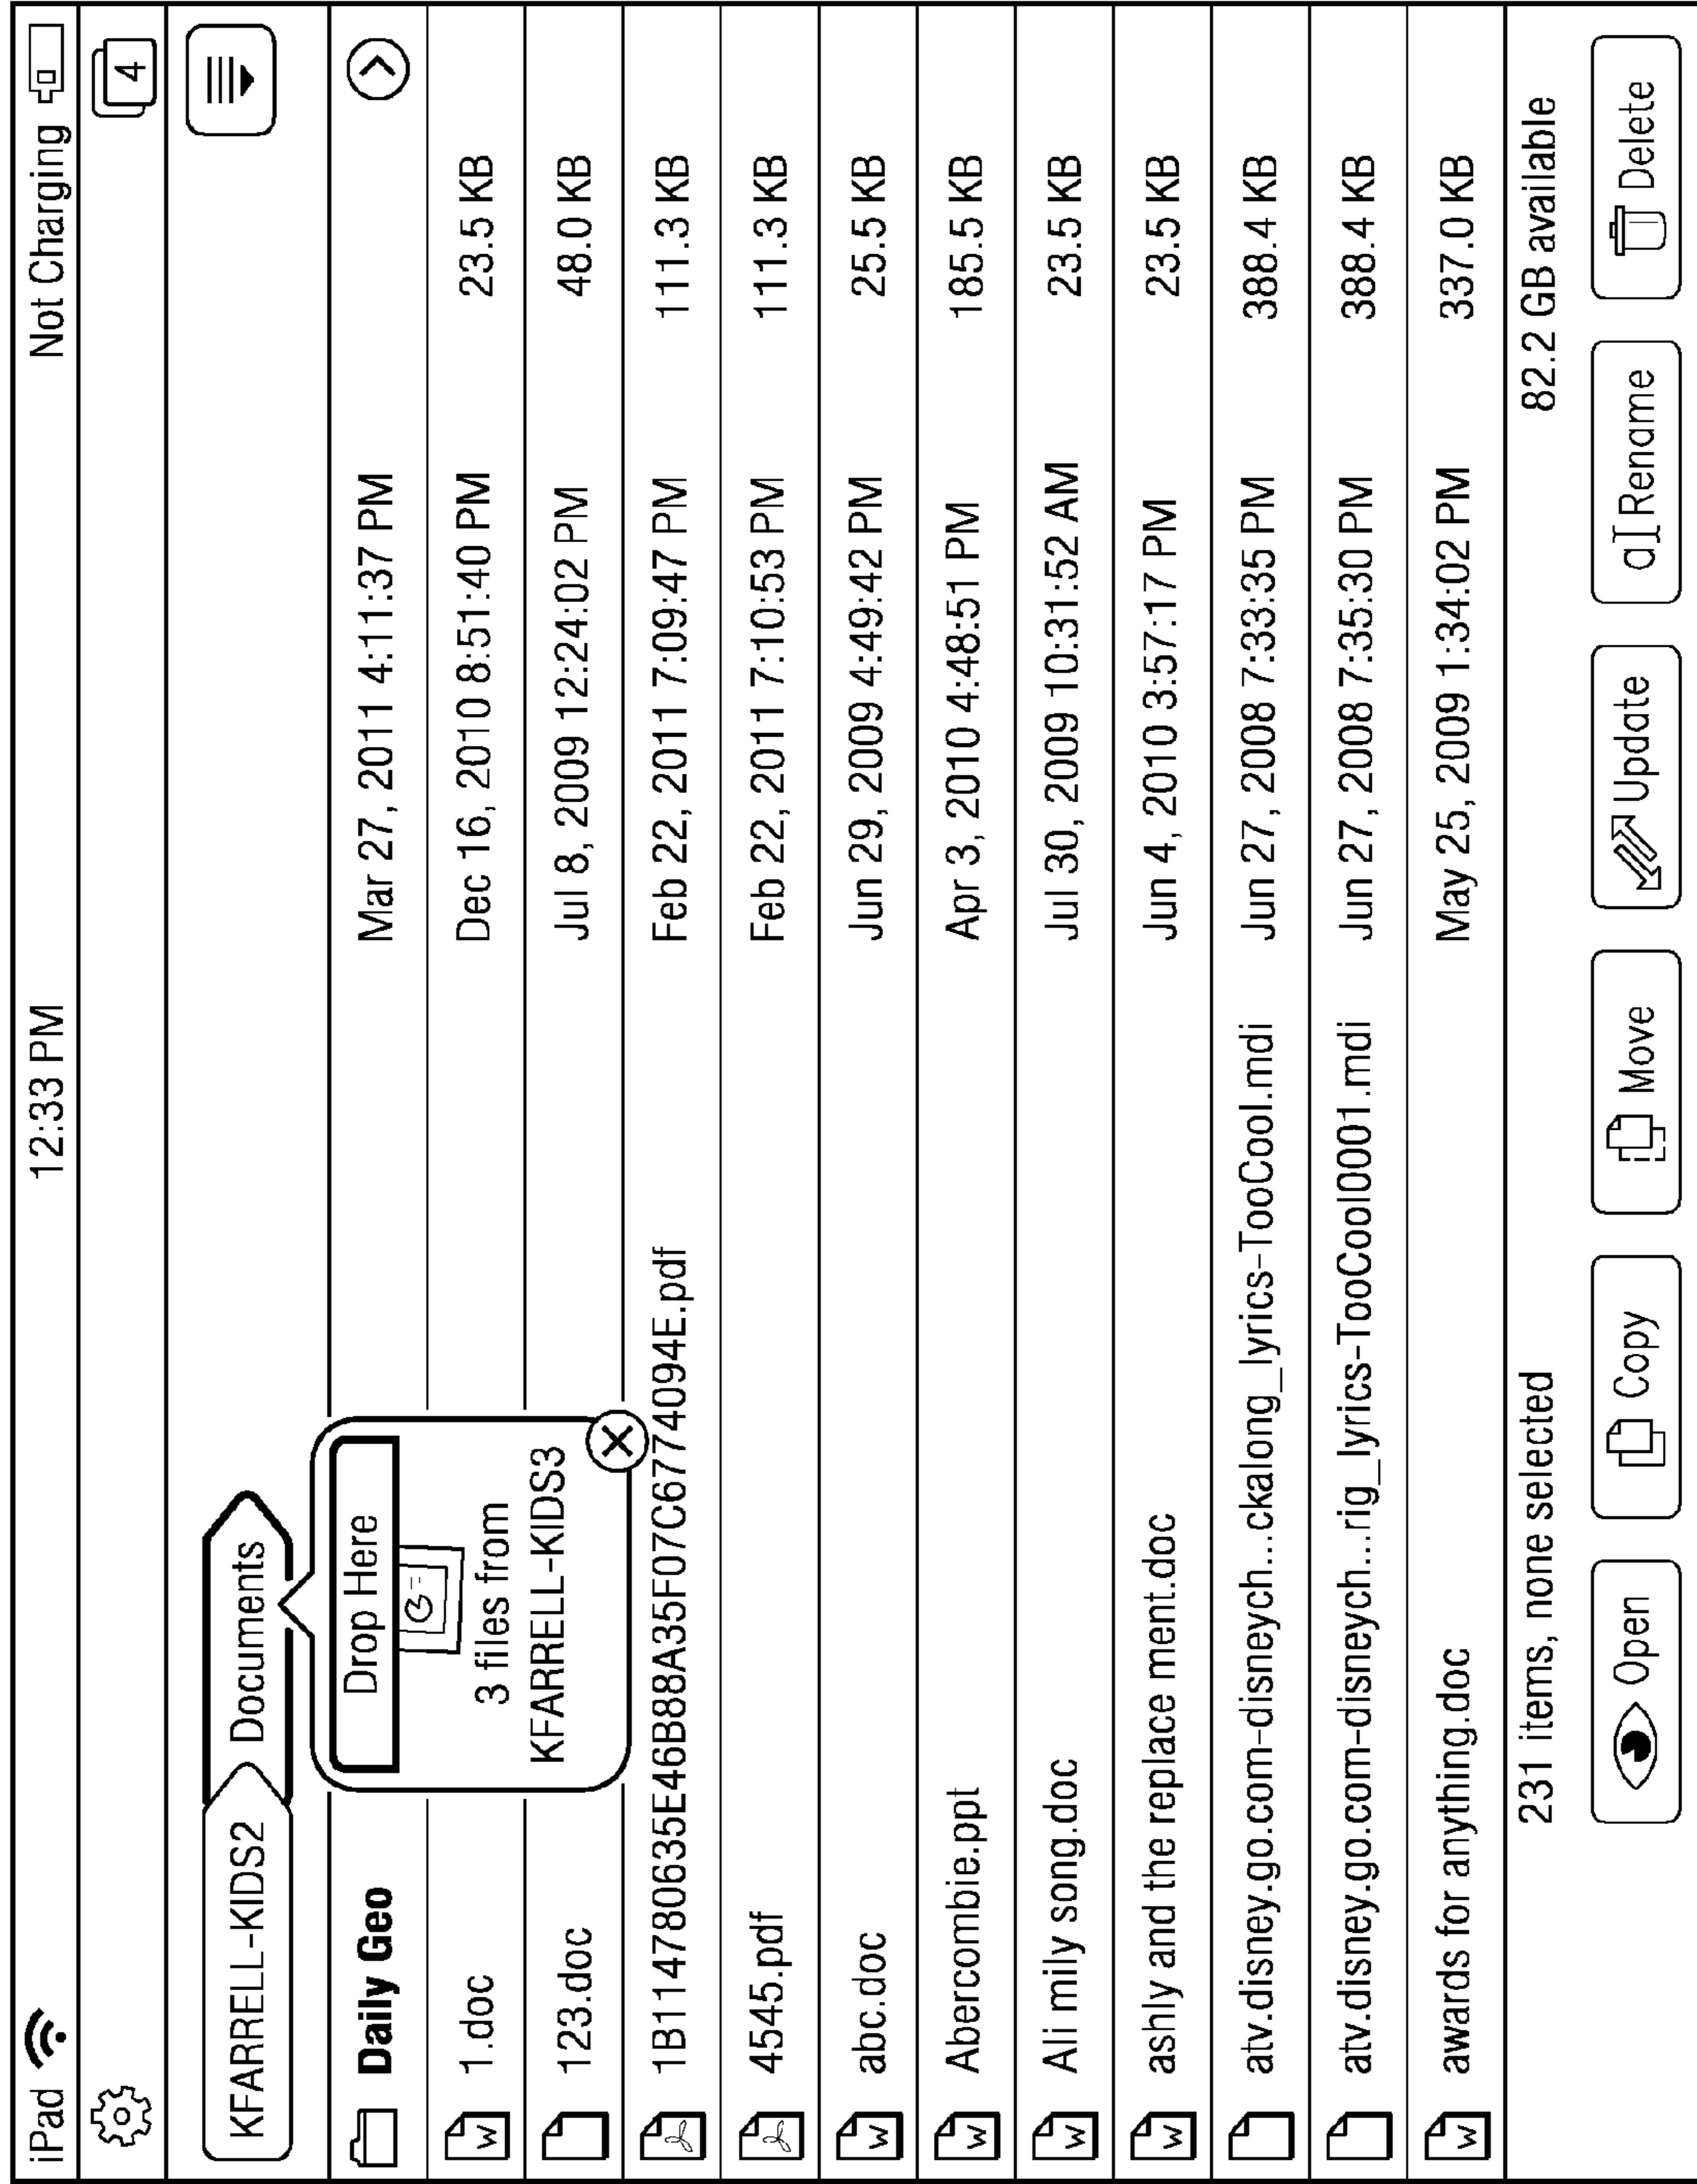 iPad 12:33 PM Not Charging
4
KFARRELL-KIDS2 Documents
Drop Here
3 files from
KFARRELL-KIDS3
Daily Geo Mar 27, 2011 4:11:37 PM
W 1.doc Dec 16, 2010 8:51:40 PM 23.5 KB
123.doc Jul 8, 2009 12:24:02 PM 48.0 KB
1B114780635E46B88A35F07C6774094E.pdf Feb 22, 2011 7:09:47 PM 111.3 KB
4545.pdf Feb 22, 2011 7:10:53 PM 111.3 KB
W abc.doc Jun 29, 2009 4:49:42 PM 25.5 KB
W Abercombie.ppt Apr 3, 2010 4:48:51 PM 185.5 KB
W Ali mily song.doc Jul 30, 2009 10:31:52 AM 23.5 KB
W ashly and the replace ment.doc Jun 4, 2010 3:57:17 PM 23.5 KB
atv.disney.go.com-disneych...ckalong_lyrics-TooCool.mdi Jun 27, 2008 7:33:35 PM 388.4 KB
atv.disney.go.com-disneych...rig_lyrics-TooCool0001.mdi Jun 27, 2008 7:35:30 PM 388.4 KB
W awards for anything.doc May 25, 2009 1:34:02 PM 337.0 KB
231 items, none selected 82.2 GB available
Open Copy Move Update Rename Delete